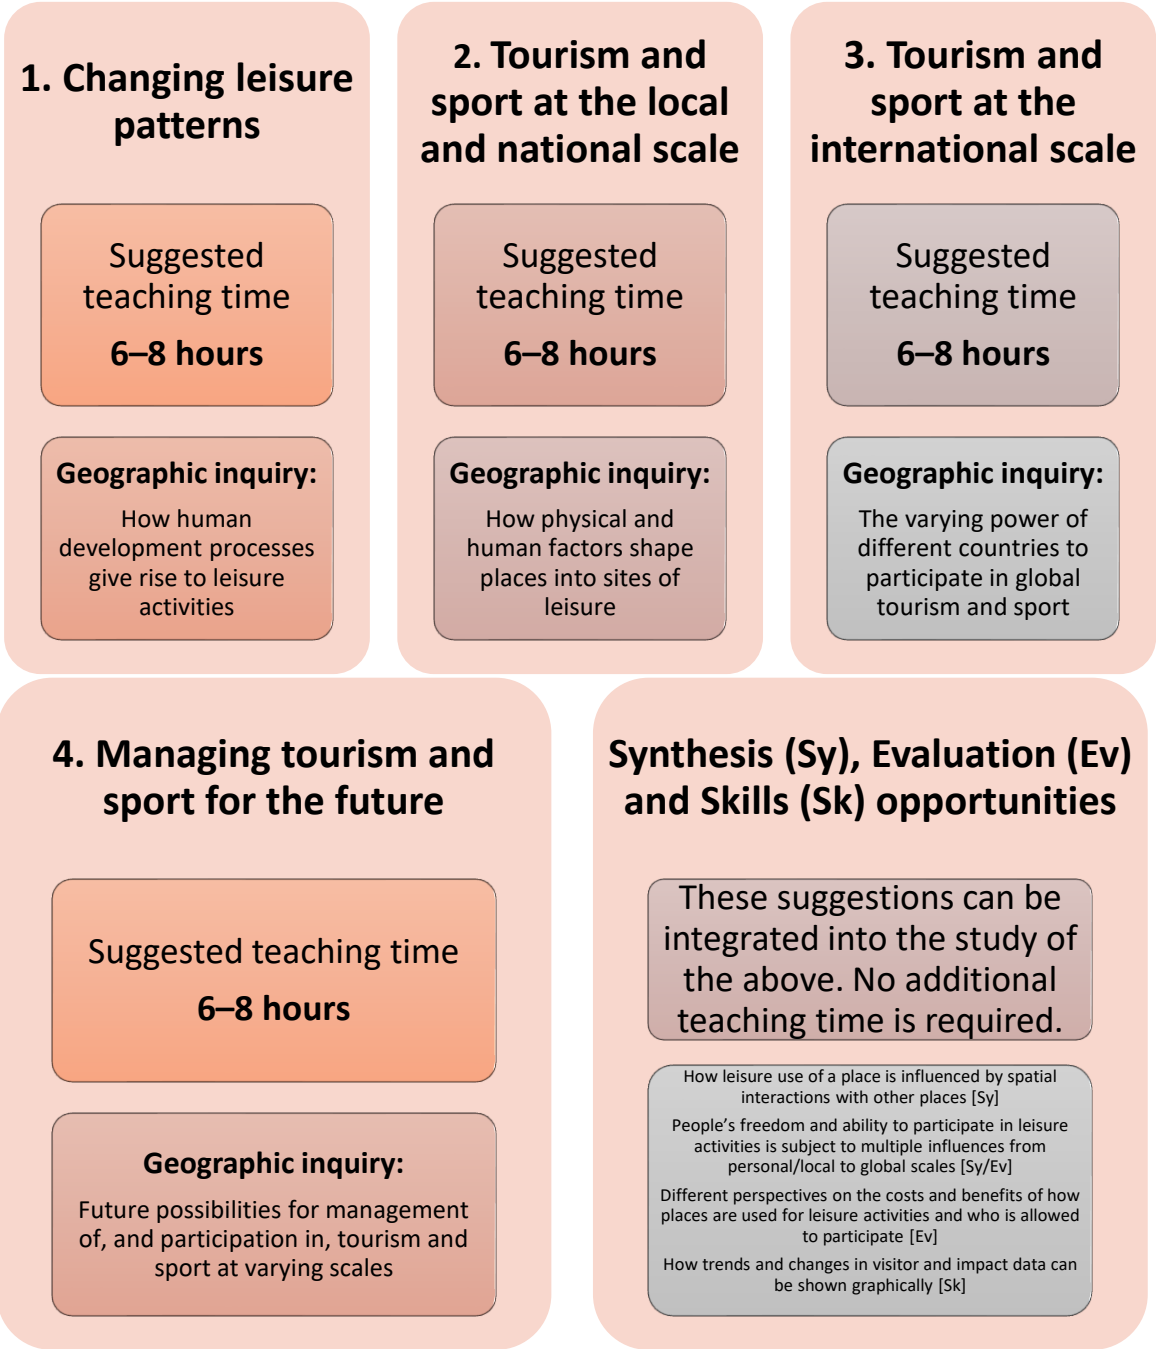 1. Changing leisure
patterns
Suggested
teaching time
6–8 hours
Geographic inquiry:
How human
development processes
give rise to leisure
activities
2. Tourism and
sport at the local
and national scale
Suggested
teaching time
6–8 hours
Geographic inquiry:
How physical and
human factors shape
places into sites of
leisure
3. Tourism and
sport at the
international scale
Suggested
teaching time
6–8 hours
Geographic inquiry:
The varying power of
different countries to
participate in global
tourism and sport
4. Managing tourism and
sport for the future
Suggested teaching time
6–8 hours
Geographic inquiry:
Future possibilities for management
of, and participation in, tourism and
sport at varying scales
Synthesis (Sy), Evaluation (Ev)
and Skills (Sk) opportunities
These suggestions can be
integrated into the study of
the above. No additional
teaching time is required.
How leisure use of a place is influenced by spatial
interactions with other places [Sy]
People’s freedom and ability to participate in leisure
activities is subject to multiple influences from
personal/local to global scales [Sy/Ev]
Different perspectives on the costs and benefits of how
places are used for leisure activities and who is allowed
to participate [Ev]
How trends and changes in visitor and impact data can
be shown graphically [Sk]